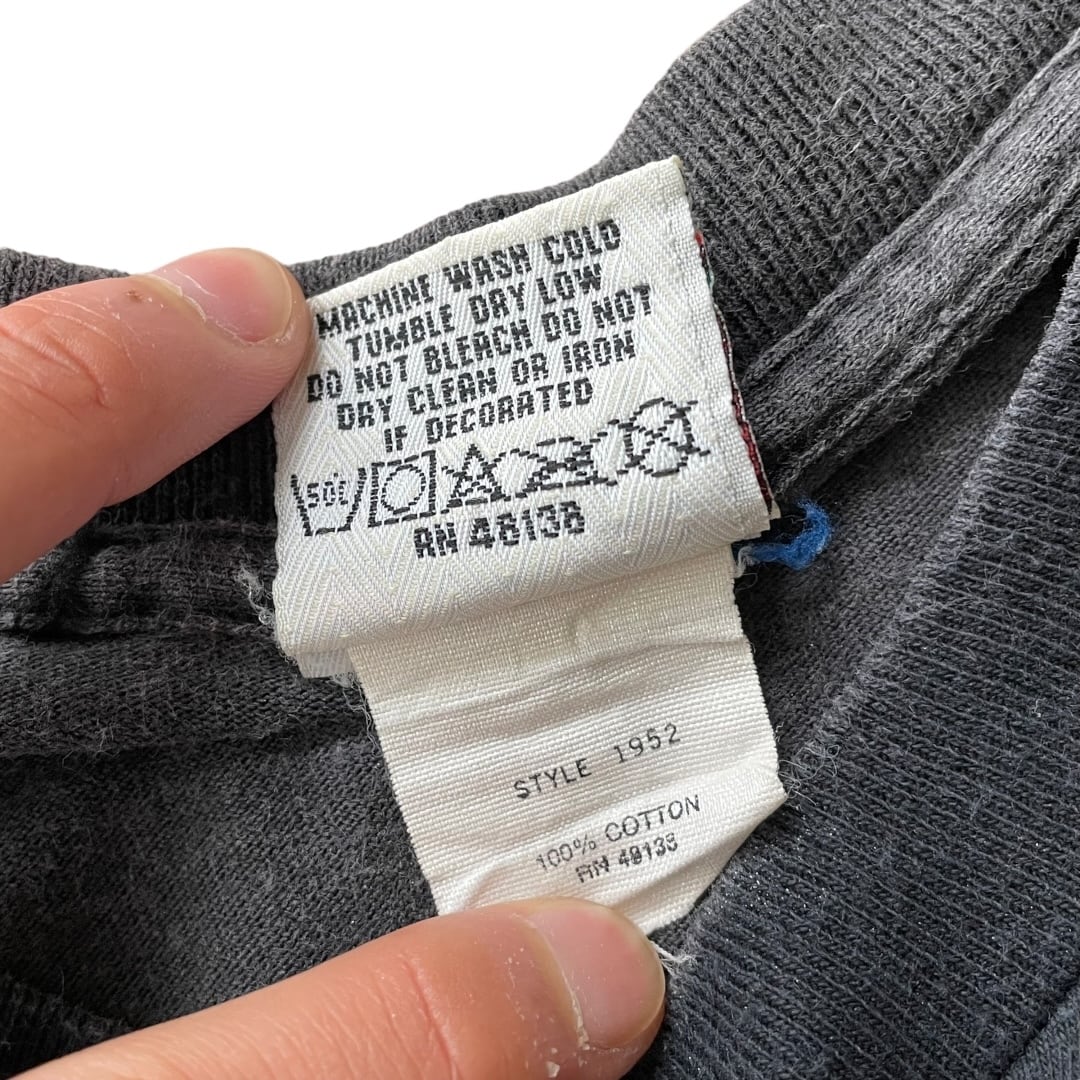 MACHINE WASH COLD
TUMBLE DRY LOW
DO NOT BLEACH DO NOT
DRY CLEAN OR IRON
IF DECORATED
50C
RN 48138
STYLE 1952
100% COTTON
RN 48138